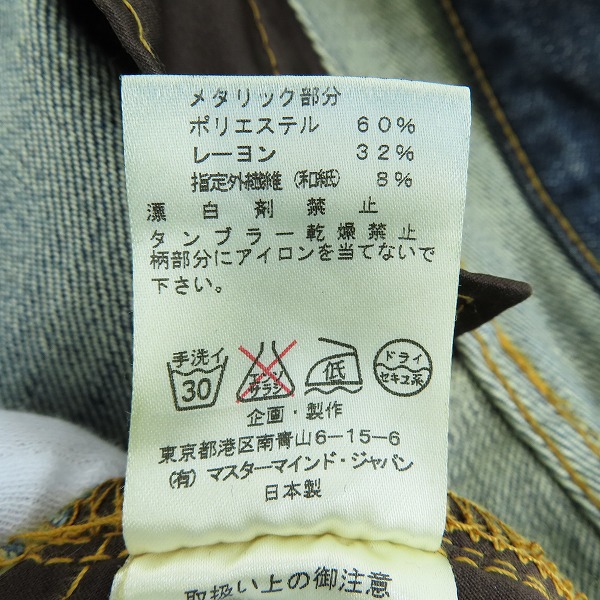 メタリック部分
ポリエステル 60%
レーヨン 32%
指定外繊維(和紙) 8%
漂白剤禁止
タンブラー乾燥禁止
柄部分にアイロンを当てないで
下さい。
手洗イ 30 エンソサラシ 低 ドライ セキユ系
企画・製作
東京都港区南青山6-15-6
(有)マスターマインド・ジャパン
日本製
取扱い上の御注意